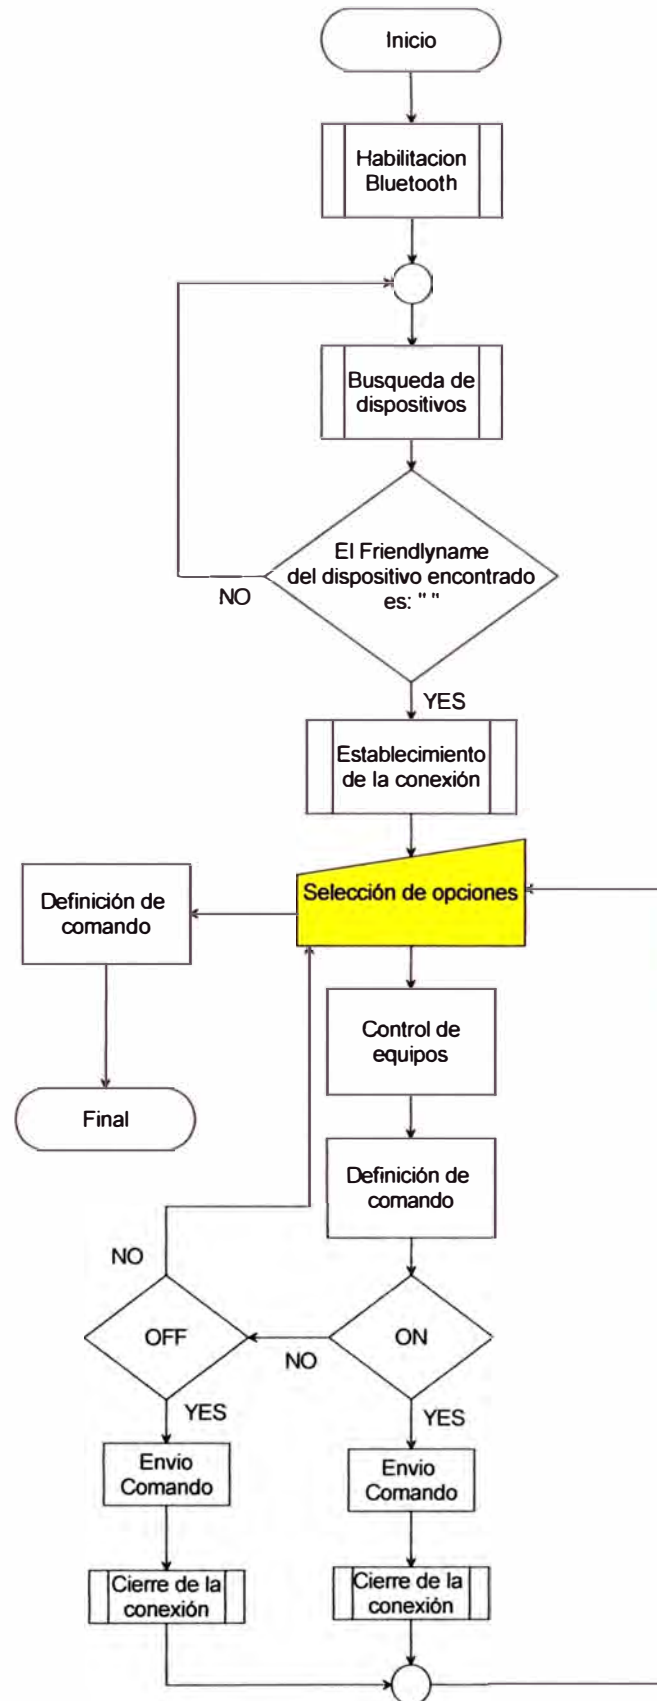 Inicio
Habilitacion
Bluetooth
Busqueda de
dispositivos
El Friendlyname
del dispositivo encontrado
es: " "
NO
YES
Establecimiento
de la conexión
Selección de opciones
Definición de
comando
Control de
equipos
Final
Definición de
comando
NO
OFF
NO
ON
YES
YES
Envio
Comando
Envio
Comando
Cierre de la
conexión
Cierre de la
conexión